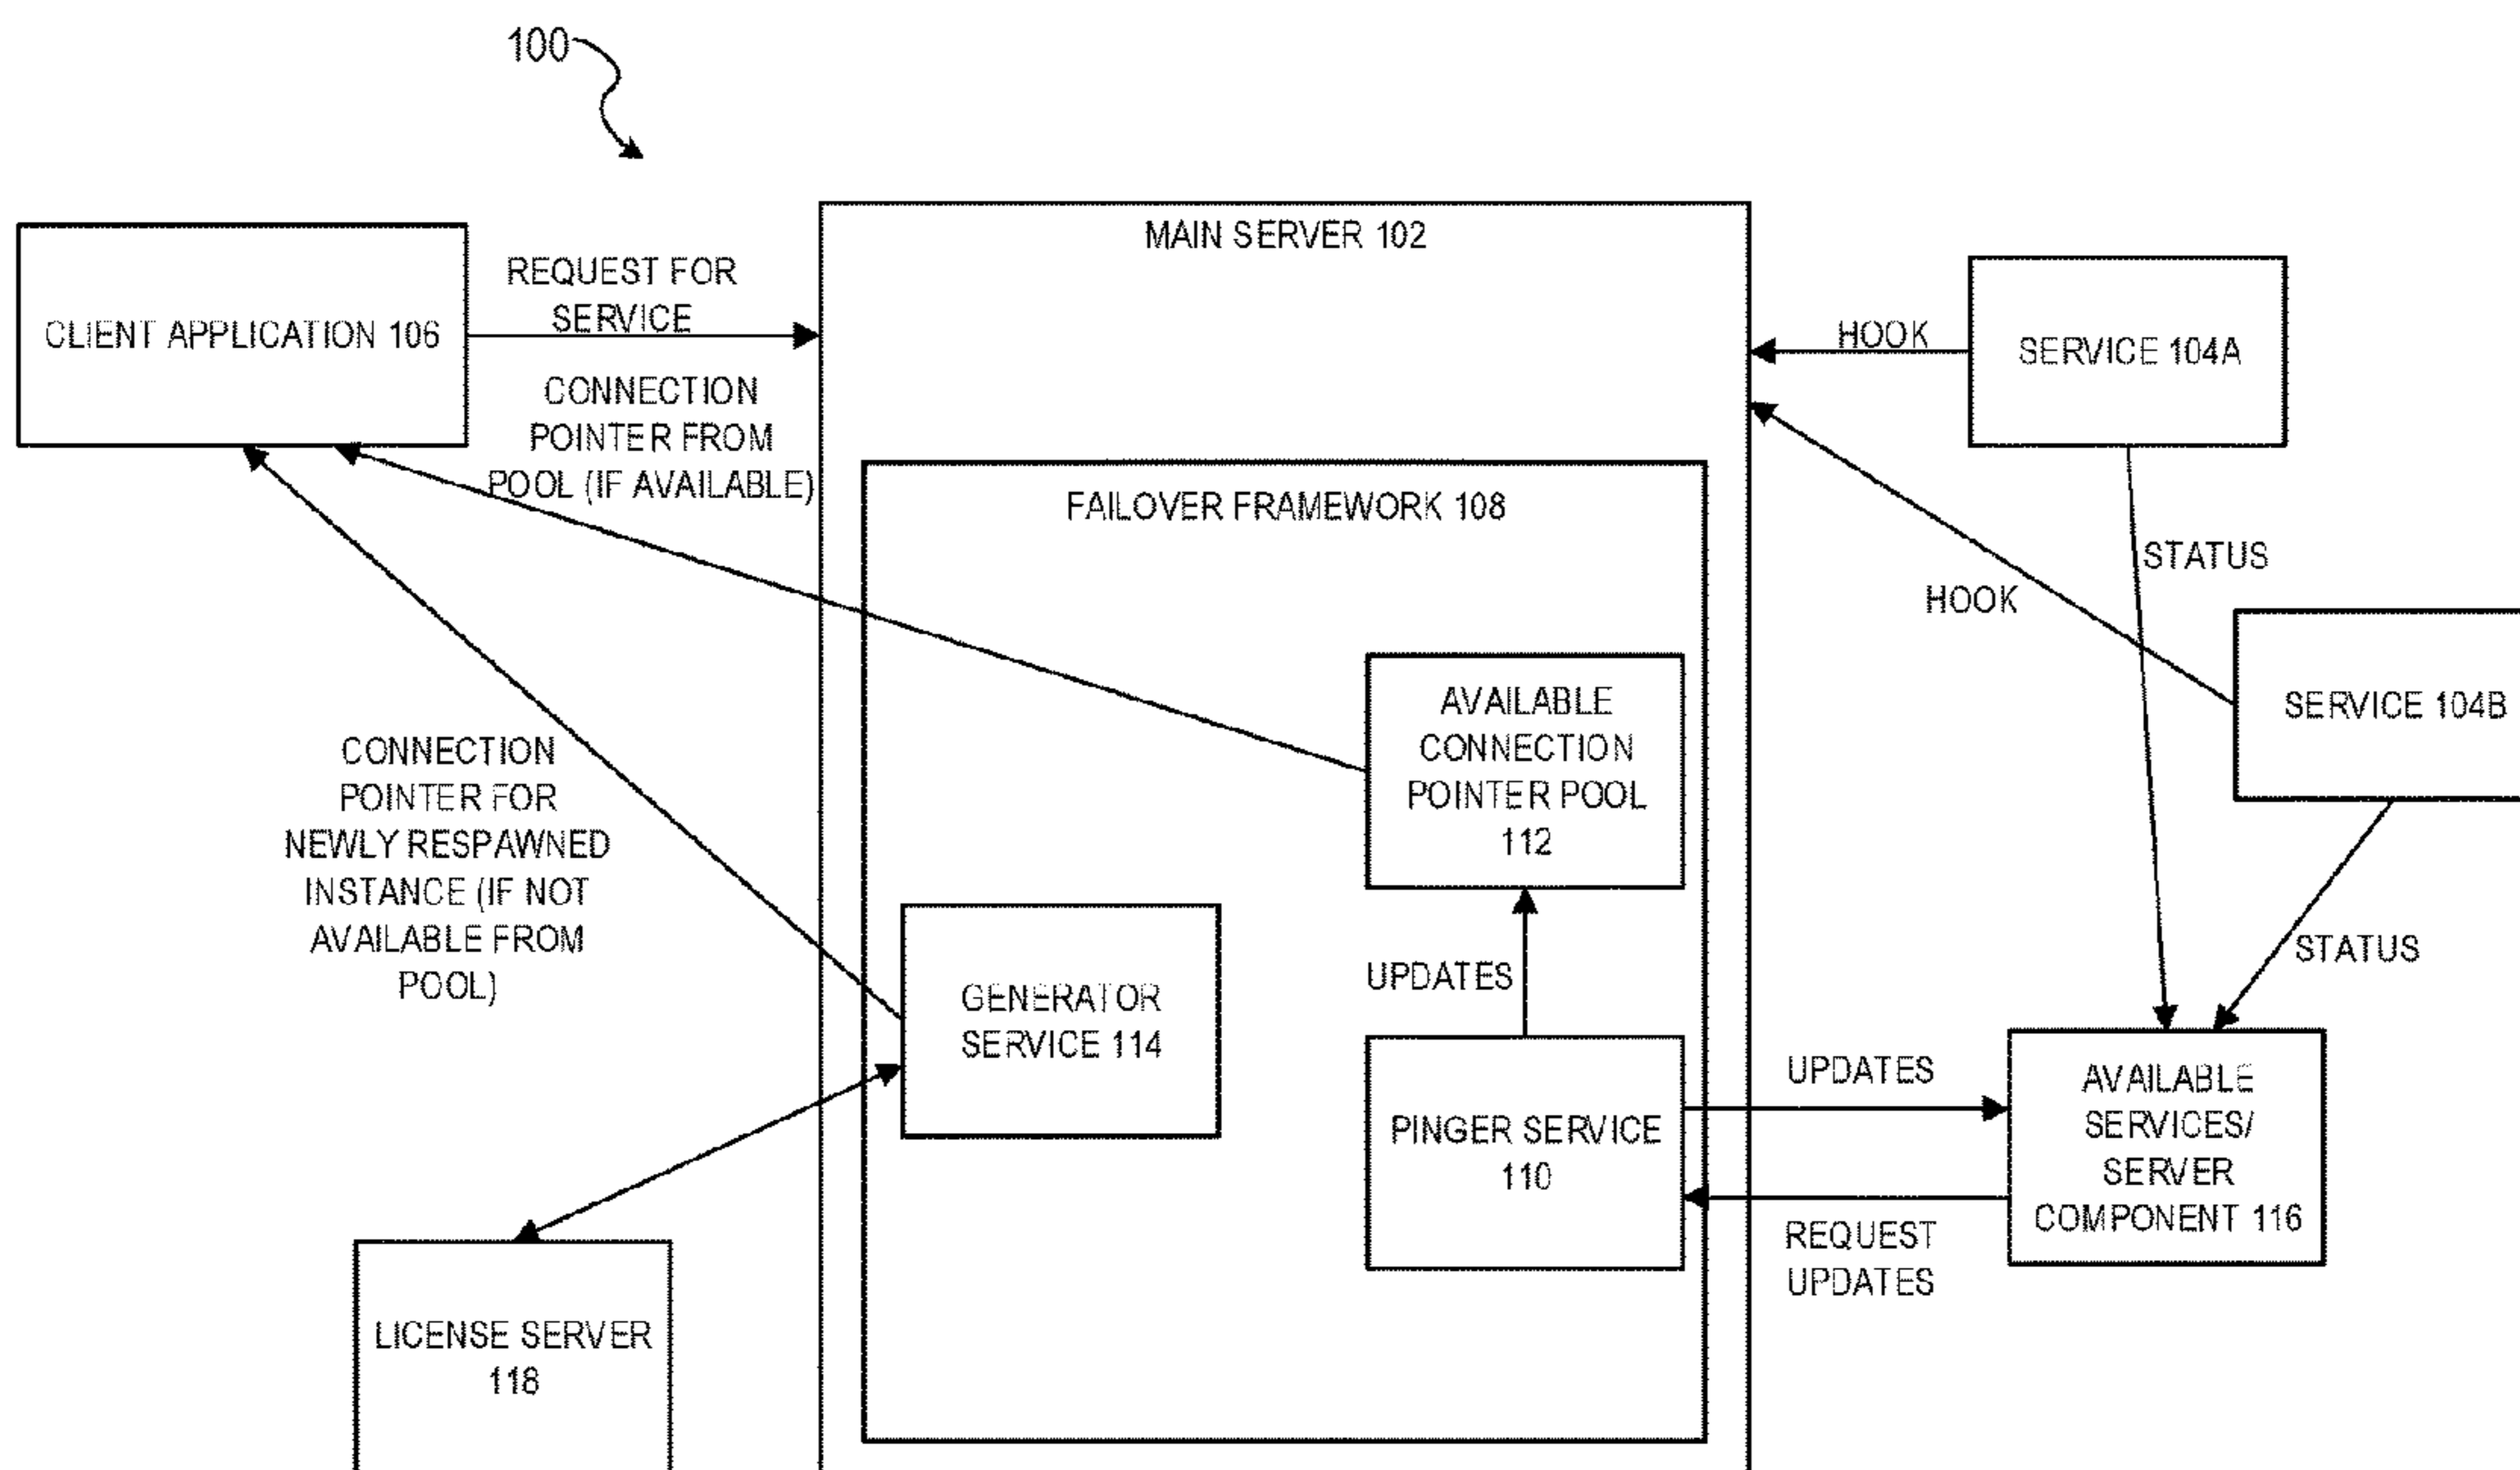 100
MAIN SERVER 102
CLIENT APPLICATION 106
REQUEST FOR
SERVICE
HOOK
SERVICE 104A
CONNECTION
POINTER FROM
POOL (IF AVAILABLE)
FAILOVER FRAMEWORK 108
STATUS
HOOK
SERVICE 104B
AVAILABLE
CONNECTION
POINTER POOL
112
CONNECTION
POINTER FOR
NEWLY RESPAWNED
INSTANCE (IF NOT
AVAILABLE FROM
POOL)
STATUS
UPDATES
GENERATOR
SERVICE 114
PINGER SERVICE
110
UPDATES
AVAILABLE
SERVICES/
SERVER
COMPONENT 116
REQUEST
UPDATES
LICENSE SERVER
118